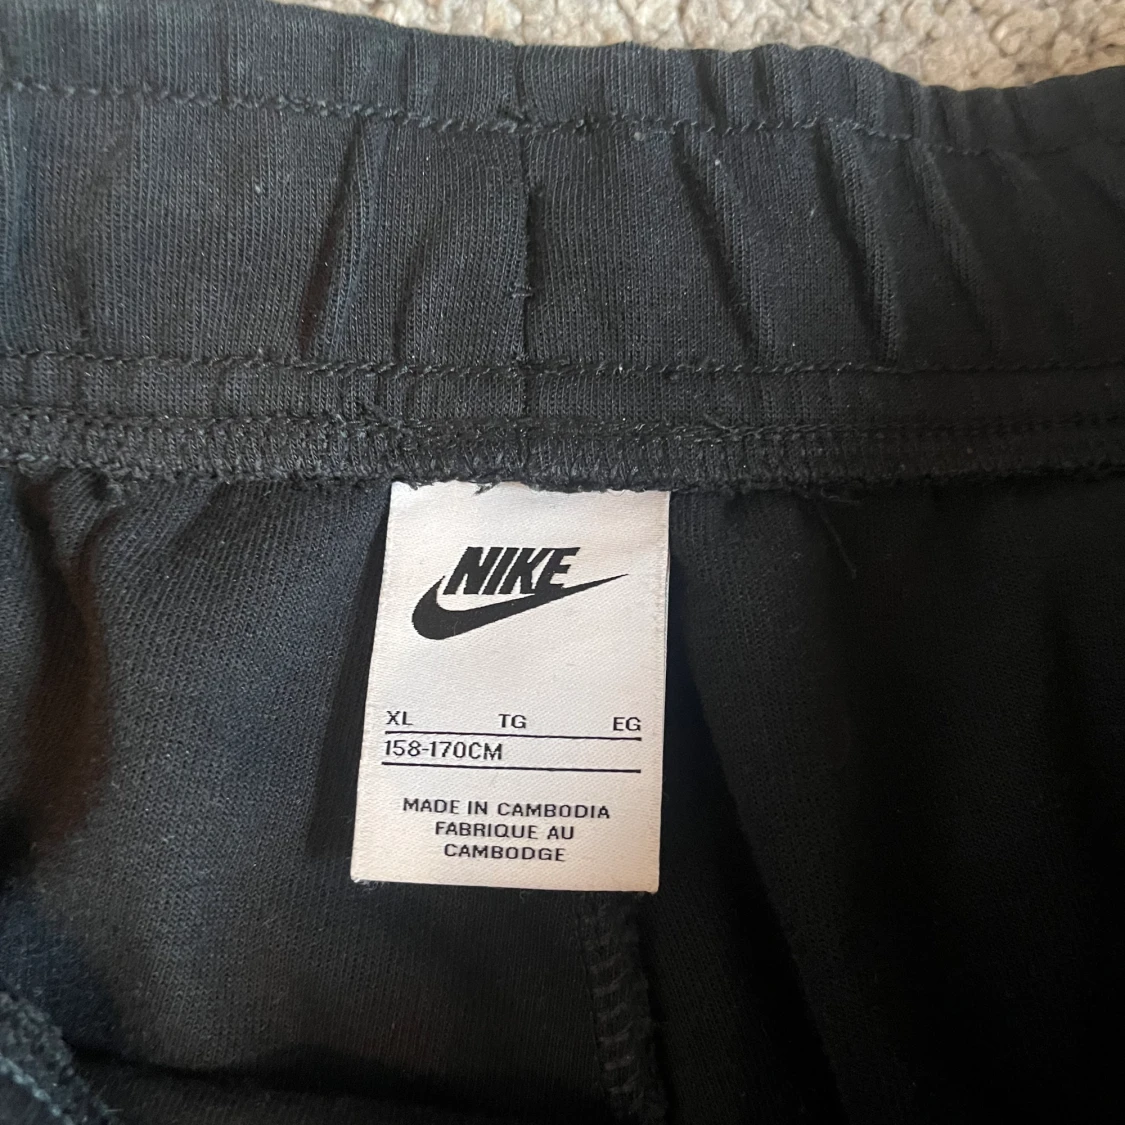 NIKE
XL TG EG
158-170CM
MADE IN CAMBODIA
FABRIQUE AU
CAMBODGE